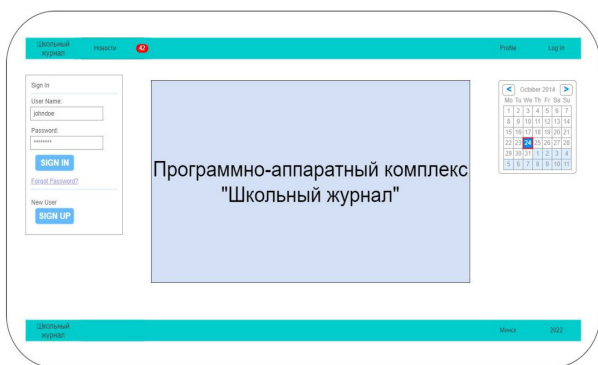 Школьный
журнал
Новости
42
Profile
Log in
Sign in
User Name:
johndoe
Password:
********
SIGN IN
Forgot Password?
New User
SIGN UP
Программно-аппаратный комплекс
"Школьный журнал"
< October 2014 >
Mo Tu We Th Fr Sa Su
1 2 3 4 5 6 7
8 9 10 11 12 13 14
15 16 17 18 19 20 21
22 23 24 25 26 27 28
29 30 31 1 2 3 4
5 6 7 8 9 10 11
Школьный
журнал
Минск
2022